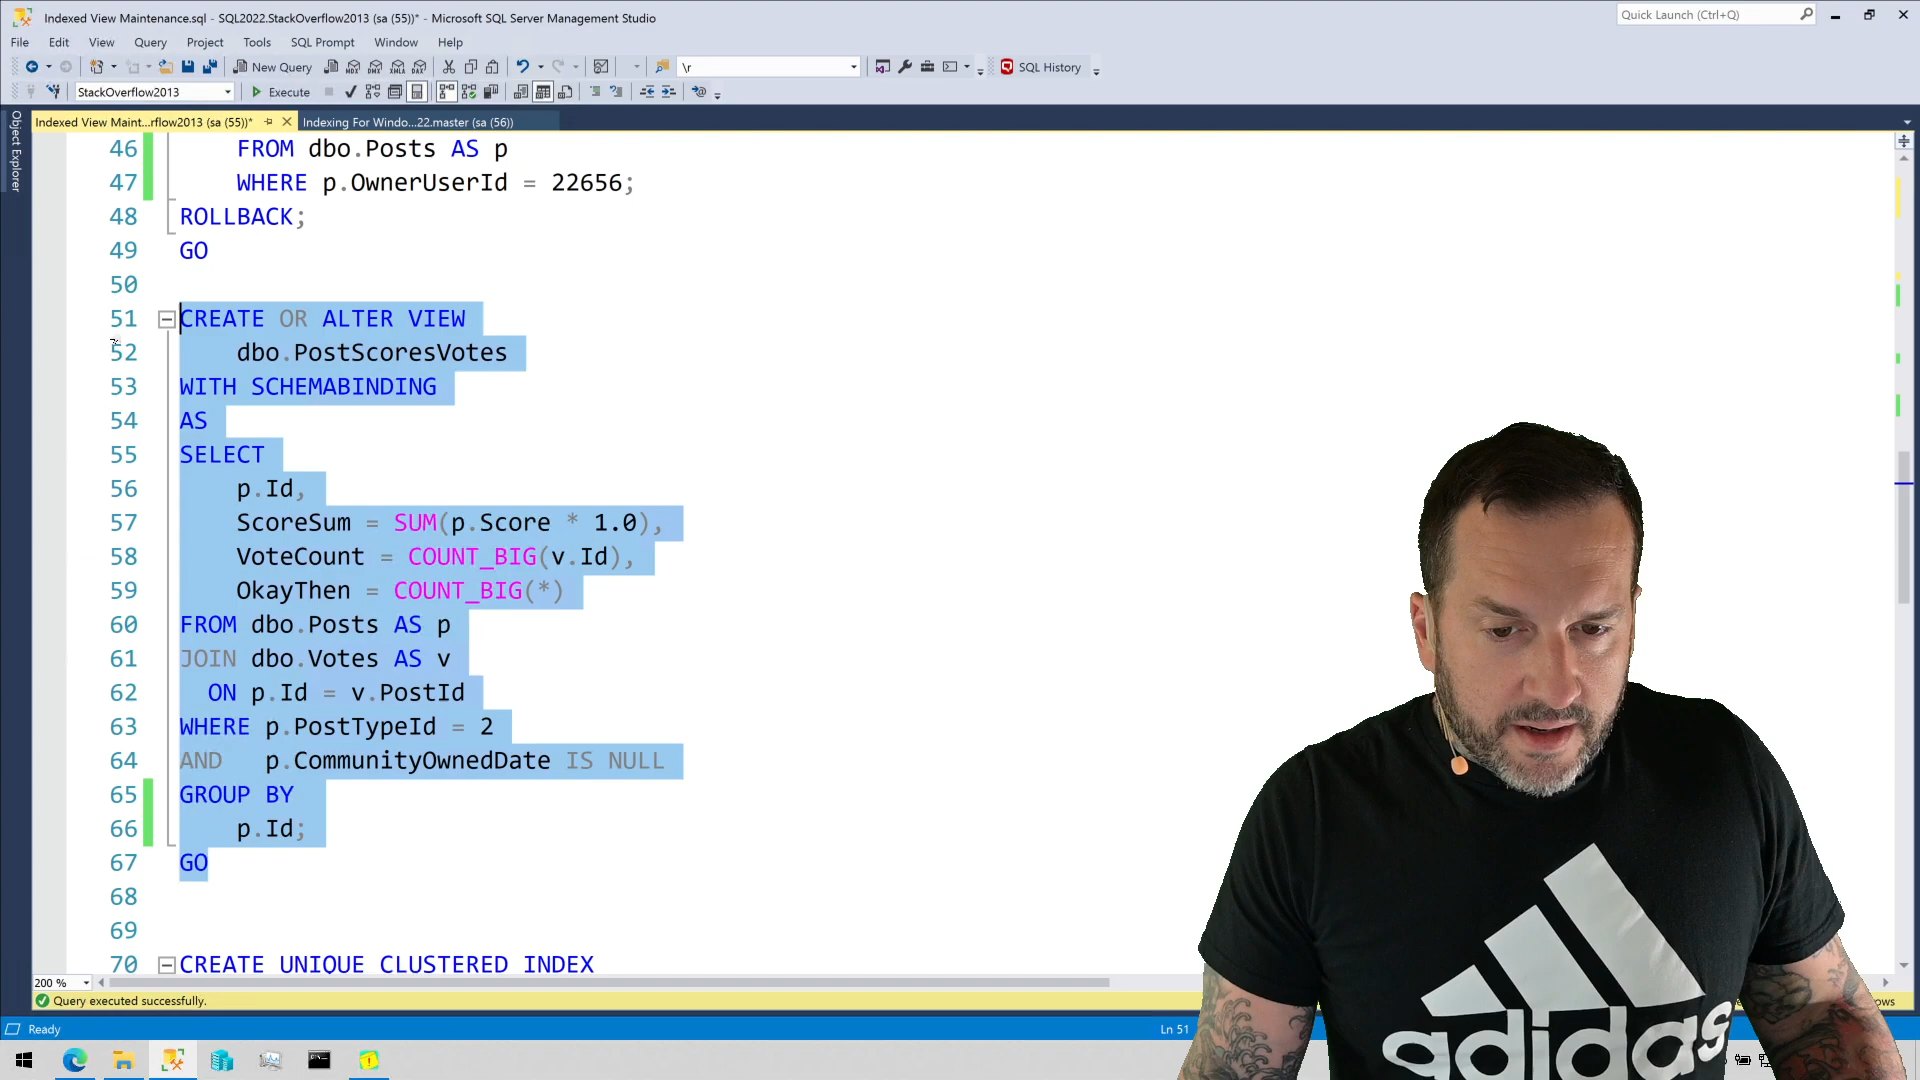 Indexed View Maintenance.sql - SQL2022.StackOverflow2013 (sa (55))* - Microsoft SQL Server Management Studio
Quick Launch (Ctrl+Q)
File Edit View Query Project Tools SQL Prompt Window Help
New Query
MDX DMX XMLA DAX
\r
SQL History
StackOverflow2013
Execute
Object Explorer
Indexed View Maint...rflow2013 (sa (55))*
Indexing For Windo...22.master (sa (56))
46 FROM dbo.Posts AS p
47 WHERE p.OwnerUserId = 22656;
48 ROLLBACK;
49 GO
50
51 CREATE OR ALTER VIEW
52 dbo.PostScoresVotes
53 WITH SCHEMABINDING
54 AS
55 SELECT
56 p.Id,
57 ScoreSum = SUM(p.Score * 1.0),
58 VoteCount = COUNT_BIG(v.Id),
59 OkayThen = COUNT_BIG(*)
60 FROM dbo.Posts AS p
61 JOIN dbo.Votes AS v
62 ON p.Id = v.PostId
63 WHERE p.PostTypeId = 2
64 AND p.CommunityOwnedDate IS NULL
65 GROUP BY
66 p.Id;
67 GO
68
69
70 CREATE UNIQUE CLUSTERED INDEX
200 %
Query executed successfully.
ows
Ready
Ln 51
adidas